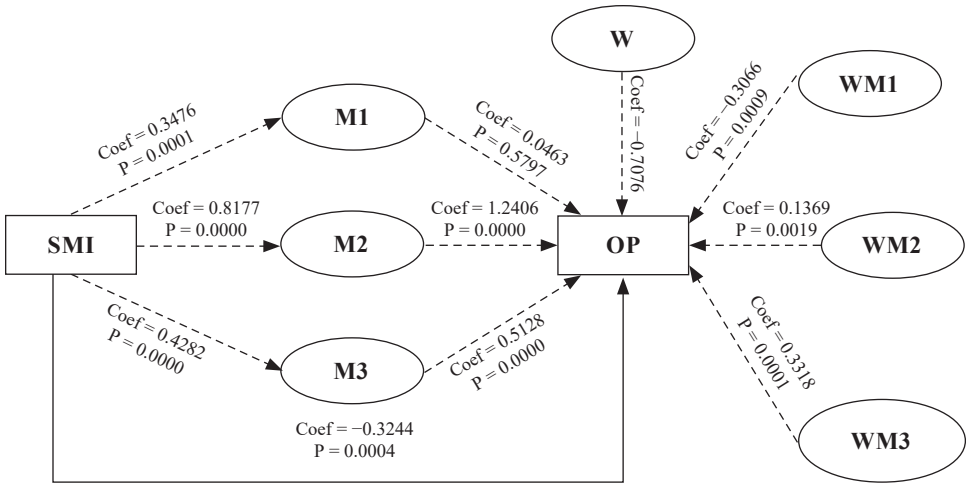 W
WM1
M1
Coef = 0.3476
P = 0.0001
Coef = 0.0463
P = 0.5797
Coef = −0.7076
Coef = −0.3066
P = 0.0009
SMI
Coef = 0.8177
P = 0.0000
M2
Coef = 1.2406
P = 0.0000
OP
Coef = 0.1369
P = 0.0019
WM2
Coef = 0.4282
P = 0.0000
M3
Coef = 0.5128
P = 0.0000
Coef = 0.3318
P = 0.0001
WM3
Coef = −0.3244
P = 0.0004